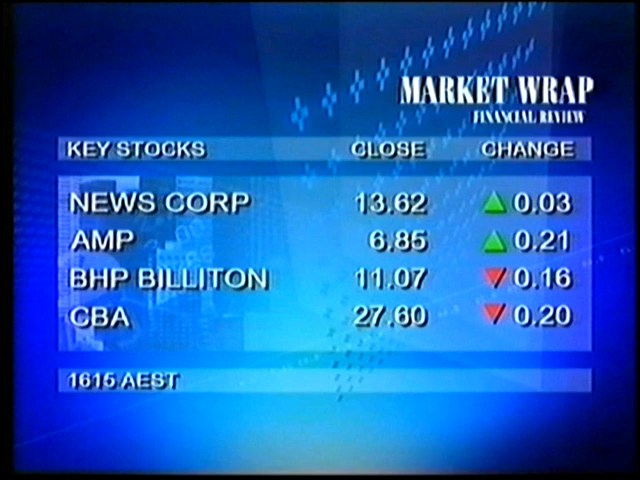 MARKET WRAP
FINANCIAL REVIEW
KEY STOCKS CLOSE CHANGE
NEWS CORP 13.62 ▲ 0.03
AMP 6.85 ▲ 0.21
BHP BILLITON 11.07 ▼ 0.16
CBA 27.60 ▼ 0.20
1615 AEST